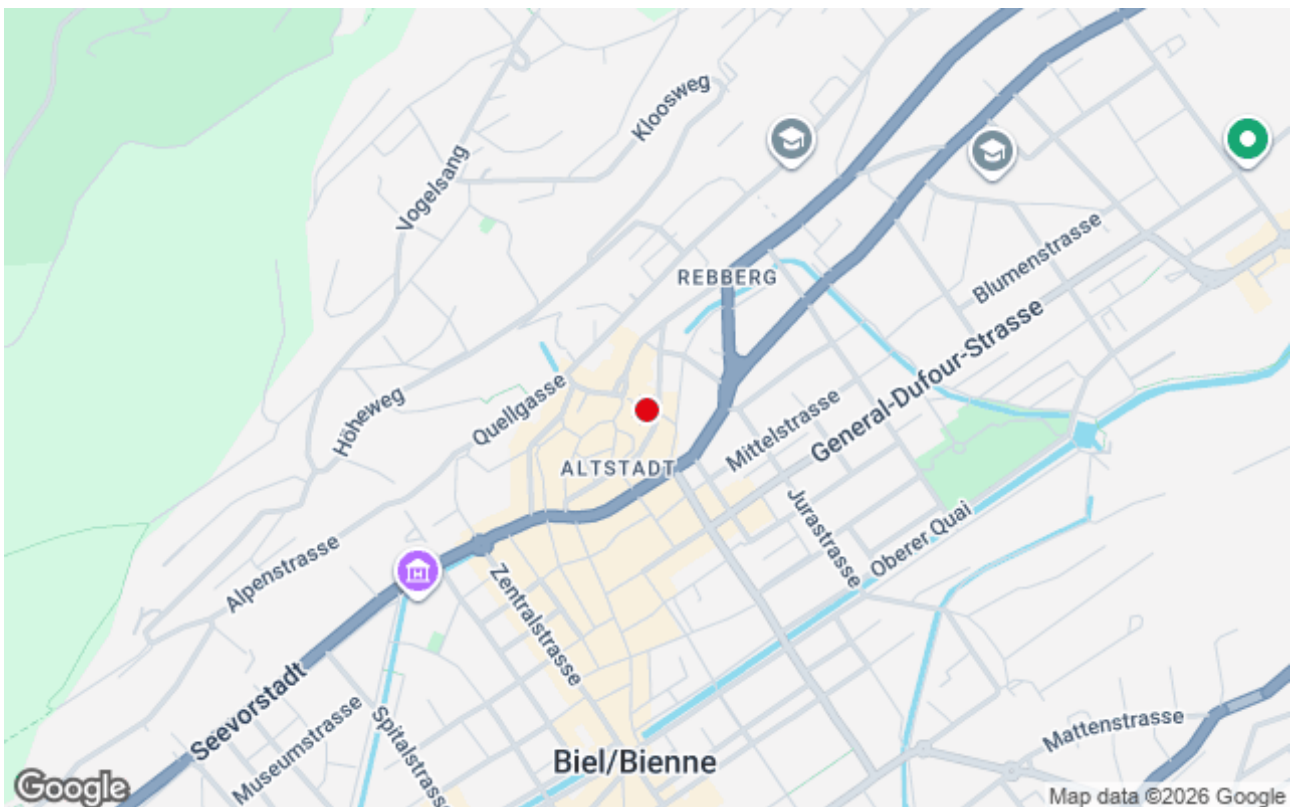 Kloosweg
Vogelsang
REBBERG
Blumenstrasse
General-Dufour-Strasse
Höheweg
Quellgasse
Mittelstrasse
ALTSTADT
Jurastrasse
Oberer Quai
Alpenstrasse
Zentralstrasse
Seevorstadt
Museumstrasse
Spitalstrasse
Mattenstrasse
Biel/Bienne
Google
Map data ©2026 Google